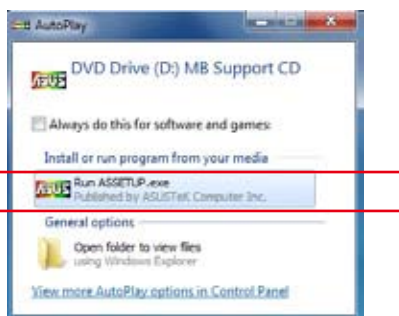 AutoPlay
DVD Drive (D:) MB Support CD
ASUS
Always do this for software and games:
Install or run program from your media
ASUS
Run ASSETUP.exe
Published by ASUSTeK Computer Inc.
General options
Open folder to view files
using Windows Explorer
View more AutoPlay options in Control Panel